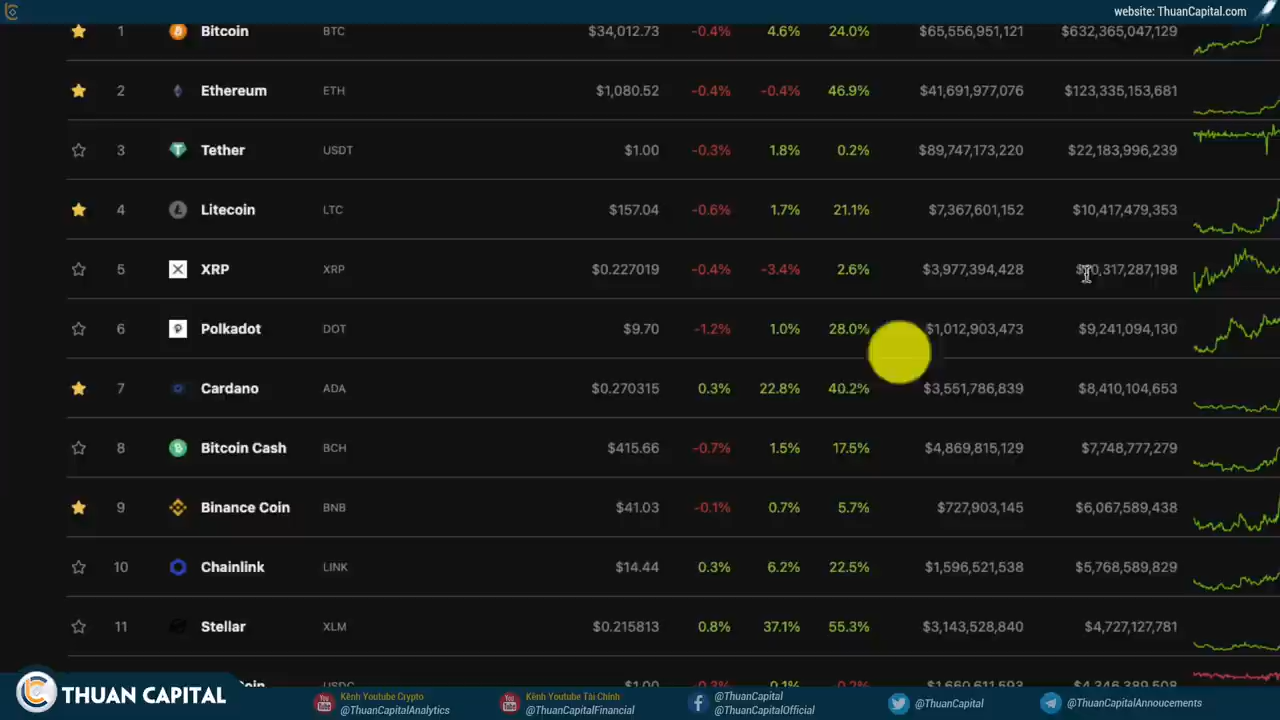 website: ThuanCapital.com
1 Bitcoin BTC $34,012.73 -0.4% 4.6% 24.0% $65,556,951,121 $632,365,047,129
2 Ethereum ETH $1,080.52 -0.4% -0.4% 46.9% $41,691,977,076 $123,335,153,681
3 Tether USDT $1.00 -0.3% 1.8% 0.2% $89,747,173,220 $22,183,996,239
4 Litecoin LTC $157.04 -0.6% 1.7% 21.1% $7,367,601,152 $10,417,479,353
5 XRP XRP $0.227019 -0.4% -3.4% 2.6% $3,977,394,428 $10,317,287,198
6 Polkadot DOT $9.70 -1.2% 1.0% 28.0% $1,012,903,473 $9,241,094,130
7 Cardano ADA $0.270315 0.3% 22.8% 40.2% $3,551,786,839 $8,410,104,653
8 Bitcoin Cash BCH $415.66 -0.7% 1.5% 17.5% $4,869,815,129 $7,748,777,279
9 Binance Coin BNB $41.03 -0.1% 0.7% 5.7% $727,903,145 $6,067,589,438
10 Chainlink LINK $14.44 0.3% 6.2% 22.5% $1,596,521,538 $5,768,589,829
11 Stellar XLM $0.215813 0.8% 37.1% 55.3% $3,143,528,840 $4,727,127,781
THUAN CAPITAL
Kênh Youtube Crypto
@ThuanCapitalAnalytics
Kênh Youtube Tài Chính
@ThuanCapitalFinancial
@ThuanCapital
@ThuanCapitalOfficial
@ThuanCapital
@ThuanCapitalAnnoucements